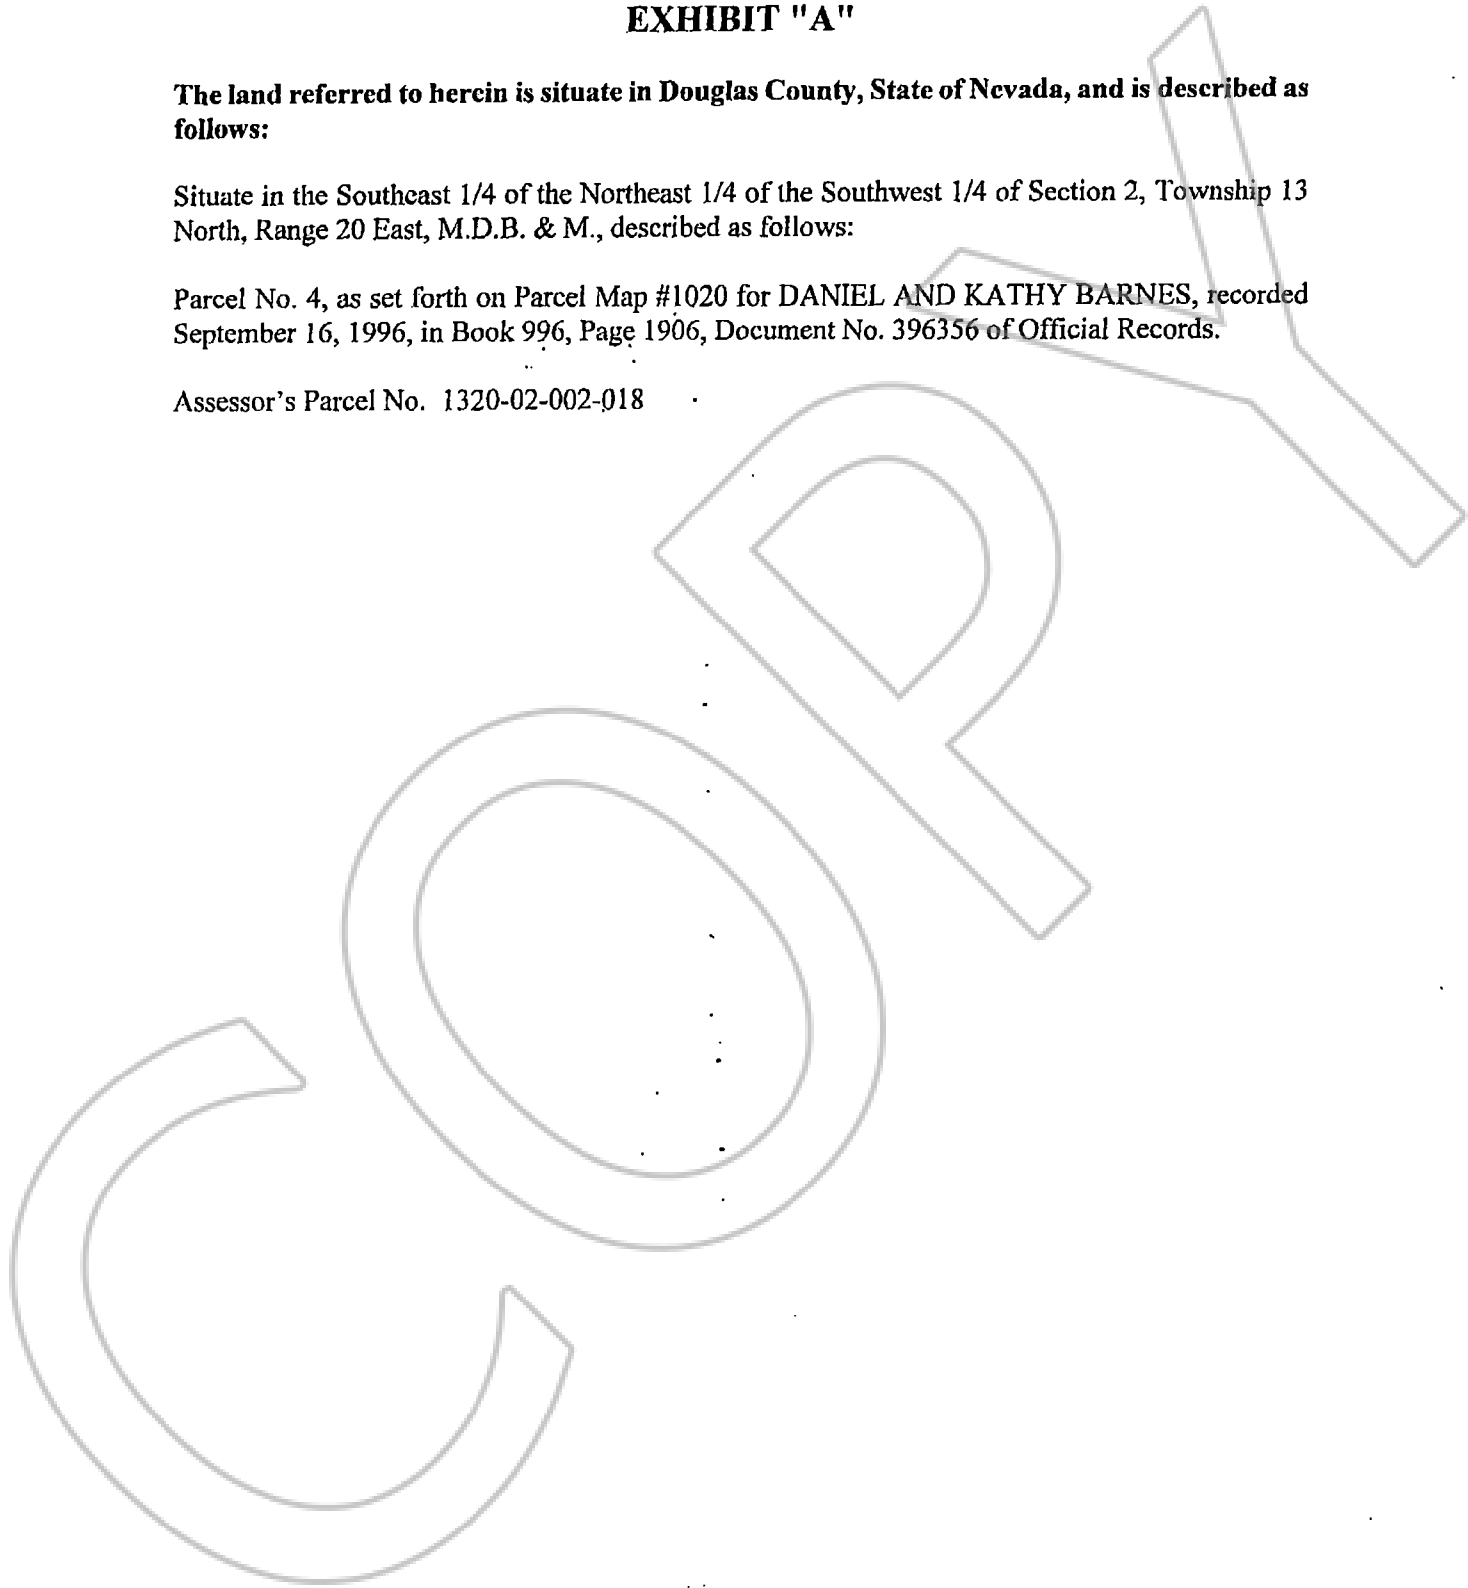 EXHIBIT "A"
The land referred to herein is situate in Douglas County, State of Nevada, and is described as
follows:
Situate in the Southeast 1/4 of the Northeast 1/4 of the Southwest 1/4 of Section 2, Township 13
North, Range 20 East, M.D.B. & M., described as follows:
Parcel No. 4, as set forth on Parcel Map #1020 for DANIEL AND KATHY BARNES, recorded
September 16, 1996, in Book 996, Page 1906, Document No. 396356 of Official Records.
Assessor's Parcel No. 1320-02-002-018
COPY